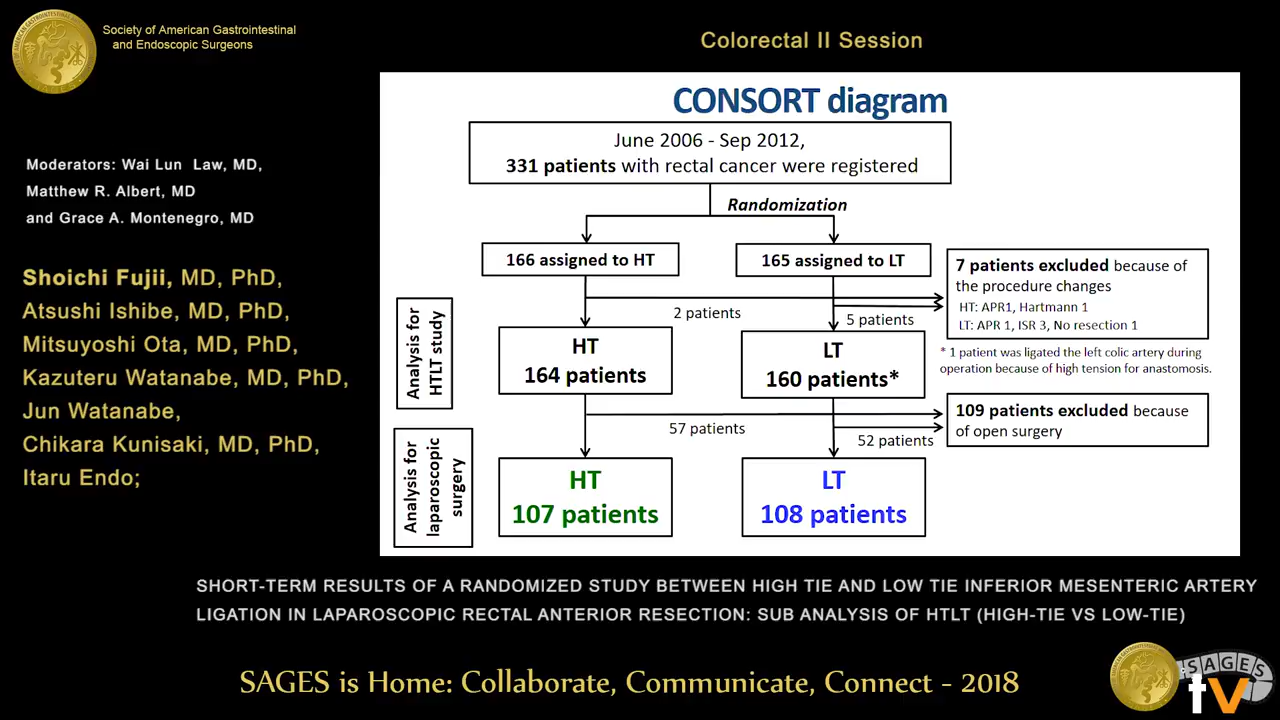 Society of American Gastrointestinal
and Endoscopic Surgeons
Colorectal II Session
Moderators: Wai Lun Law, MD,
Matthew R. Albert, MD
and Grace A. Montenegro, MD
Shoichi Fujii, MD, PhD,
Atsushi Ishibe, MD, PhD,
Mitsuyoshi Ota, MD, PhD,
Kazuteru Watanabe, MD, PhD,
Jun Watanabe,
Chikara Kunisaki, MD, PhD,
Itaru Endo;
CONSORT diagram
June 2006 - Sep 2012,
331 patients with rectal cancer were registered
Randomization
166 assigned to HT
165 assigned to LT
7 patients excluded because of
the procedure changes
HT: APR1, Hartmann 1
LT: APR 1, ISR 3, No resection 1
2 patients
5 patients
* 1 patient was ligated the left colic artery during
operation because of high tension for anastomosis.
Analysis for
HTLT study
HT
164 patients
LT
160 patients*
109 patients excluded because
of open surgery
57 patients
52 patients
Analysis for
laparoscopic
surgery
HT
107 patients
LT
108 patients
SHORT-TERM RESULTS OF A RANDOMIZED STUDY BETWEEN HIGH TIE AND LOW TIE INFERIOR MESENTERIC ARTERY
LIGATION IN LAPAROSCOPIC RECTAL ANTERIOR RESECTION: SUB ANALYSIS OF HTLT (HIGH-TIE VS LOW-TIE)
SAGES is Home: Collaborate, Communicate, Connect - 2018
SAGES
tv